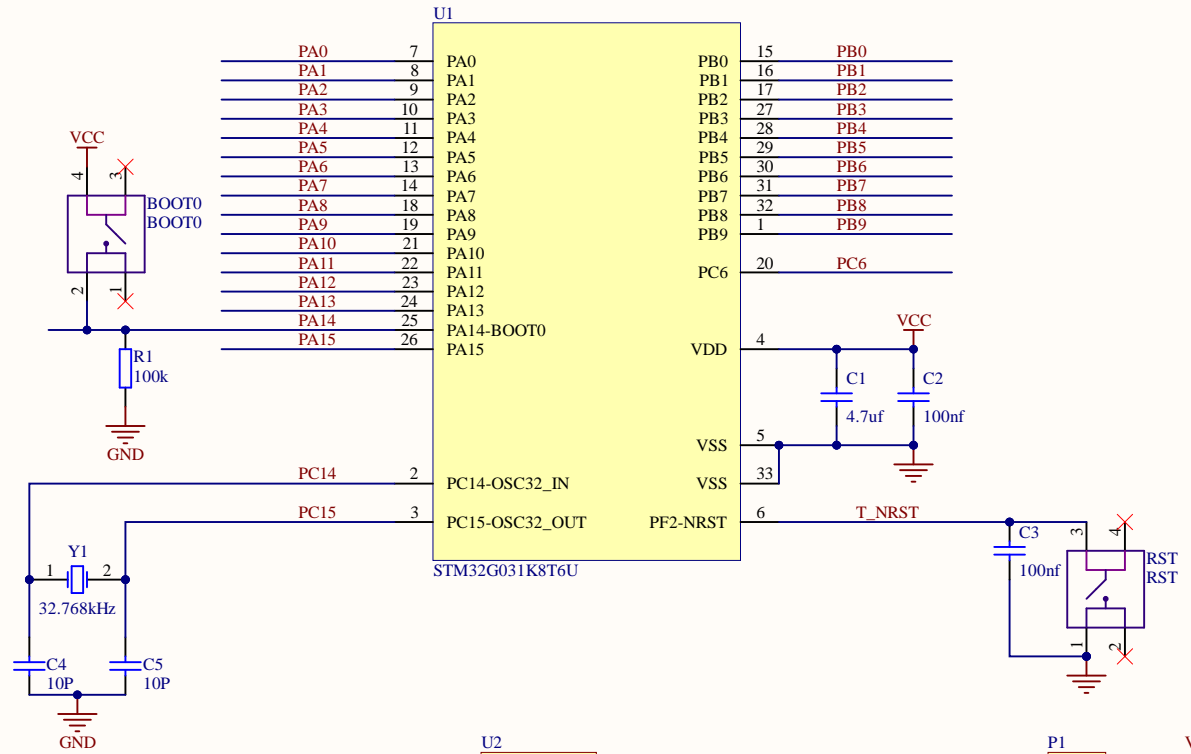 U1
PA0 7 PA0 PB0 15 PB0
PA1 8 PA1 PB1 16 PB1
PA2 9 PA2 PB2 17 PB2
PA3 10 PA3 PB3 27 PB3
PA4 11 PA4 PB4 28 PB4
PA5 12 PA5 PB5 29 PB5
PA6 13 PA6 PB6 30 PB6
PA7 14 PA7 PB7 31 PB7
PA8 18 PA8 PB8 32 PB8
PA9 19 PA9 PB9 1 PB9
PA10 21 PA10
PA11 22 PA11 PC6 20 PC6
PA12 23 PA12
PA13 24 PA13
PA14 25 PA14-BOOT0
PA15 26 PA15 VDD 4
VCC
4 3
BOOT0
BOOT0
2 1
R1
100k
GND
VCC
C1 C2
4.7uf 100nf
VSS 5
PC14 2 PC14-OSC32_IN VSS 33
PC15 3 PC15-OSC32_OUT PF2-NRST 6 T_NRST
STM32G031K8T6U
C3
100nf
3 4
RST
RST
1 2
Y1
1 2
32.768kHz
C4 C5
10P 10P
GND
U2 P1 V